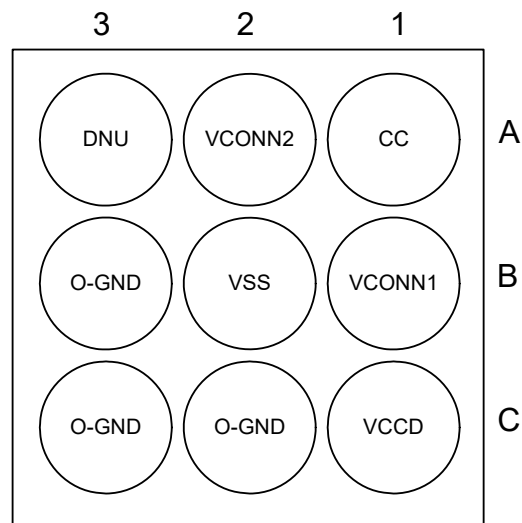 3 2 1
DNU VCONN2 CC A
O-GND VSS VCONN1 B
O-GND O-GND VCCD C